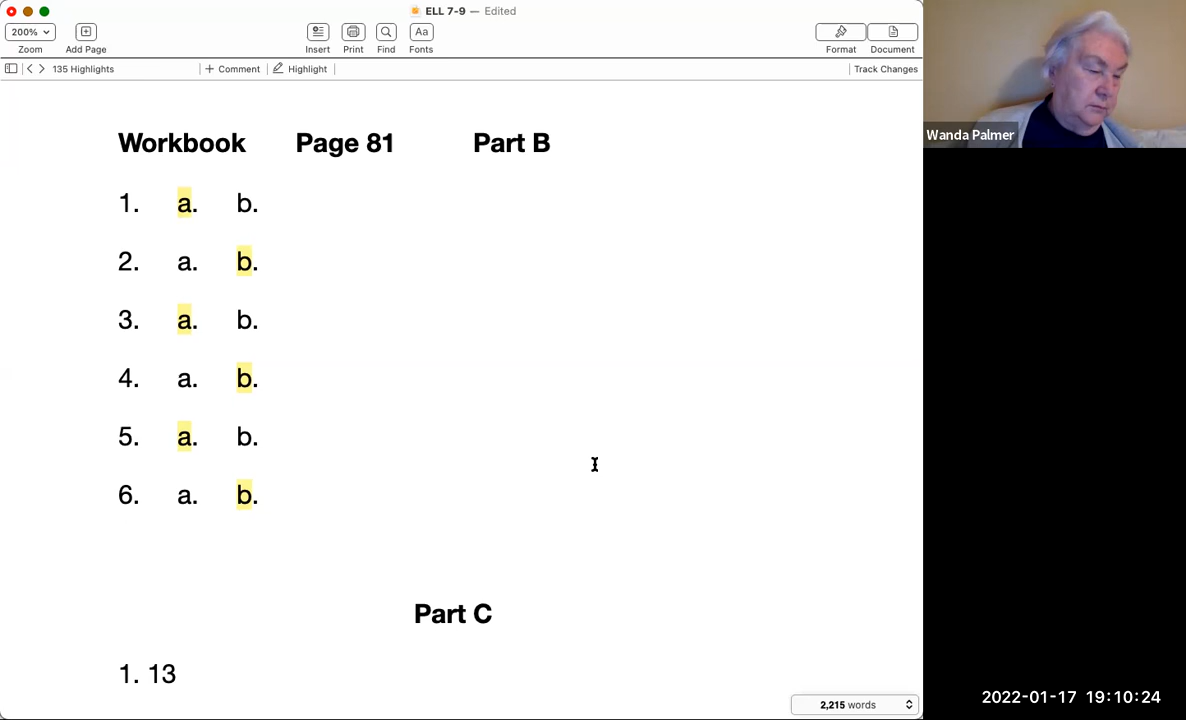 ELL 7-9 — Edited
200%
Zoom
Add Page
Insert
Print
Find
Aa
Fonts
Format
Document
135 Highlights
+ Comment
Highlight
Track Changes
Workbook Page 81 Part B
1. a. b.
2. a. b.
3. a. b.
4. a. b.
5. a. b.
6. a. b.
Part C
1. 13
2,215 words
Wanda Palmer
2022-01-17 19:10:24